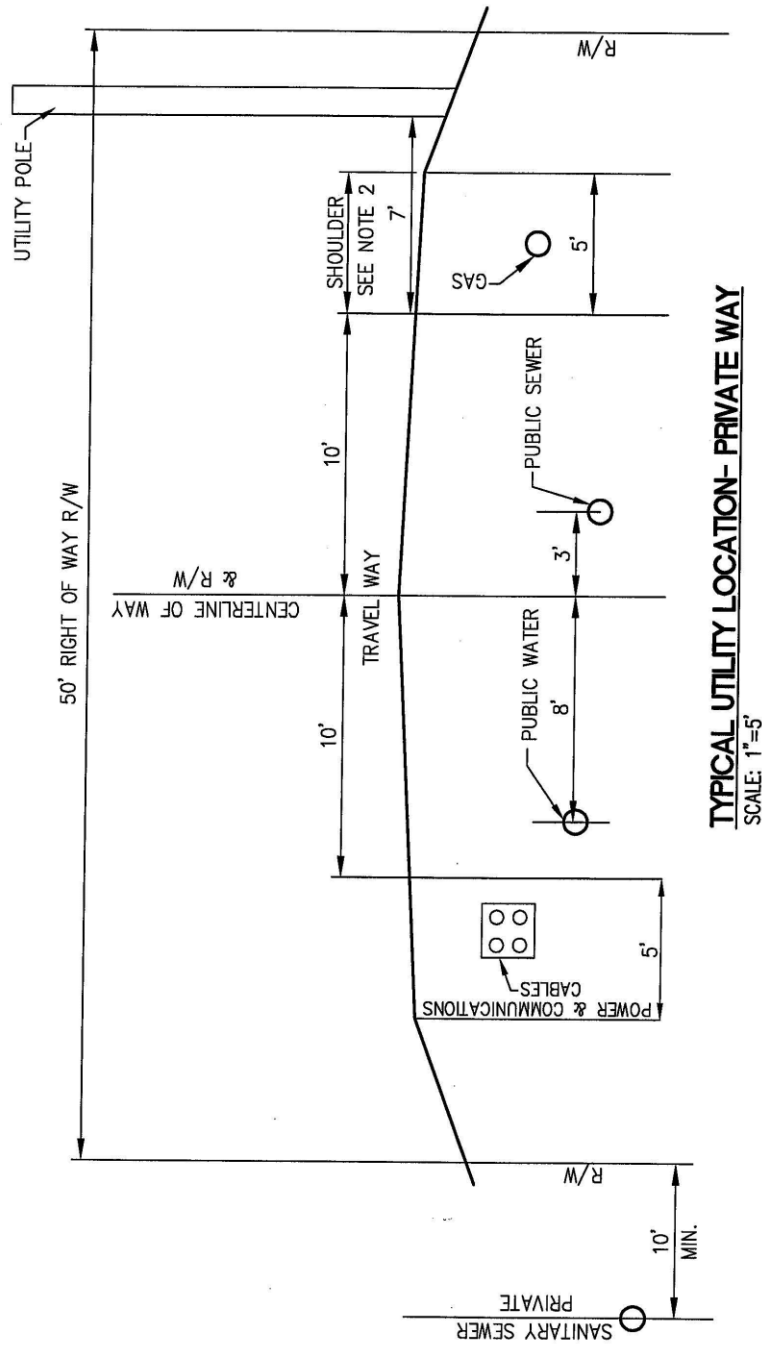 UTILITY POLE
50' RIGHT OF WAY R/W
R/W
SHOULDER
SEE NOTE 2
7'
GAS
5'
10'
CENTERLINE OF WAY
& R/W
TRAVEL WAY
10'
PUBLIC SEWER
3'
PUBLIC WATER
8'
POWER & COMMUNICATIONS
CABLES
5'
R/W
10'
MIN.
SANITARY SEWER
PRIVATE
TYPICAL UTILITY LOCATION- PRIVATE WAY
SCALE: 1"=5'